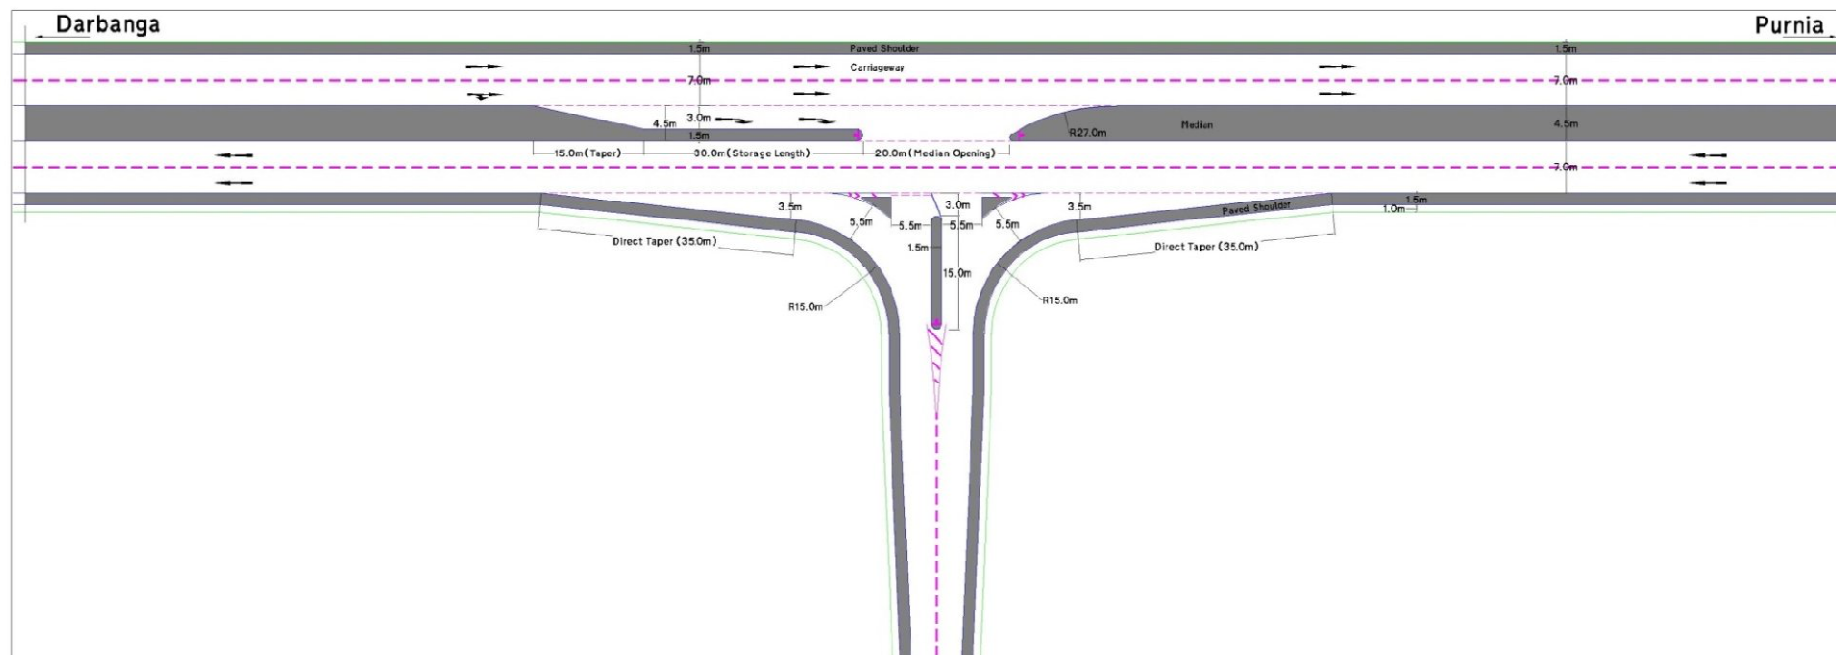 Darbanga
Purnia
1.5m
Paved Shoulder
1.5m
Carriageway
7.0m
7.0m
4.5m
3.0m
1.5m
R27.0m
Median
4.5m
15.0m(Taper)
30.0m(Storage Length)
20.0m(Median Opening)
7.0m
3.5m
5.5m
5.5m
3.0m
5.5m
5.5m
3.5m
Paved Shoulder
1.5m
1.0m
Direct Taper (35.0m)
1.5m
Direct Taper (35.0m)
15.0m
R15.0m
R15.0m